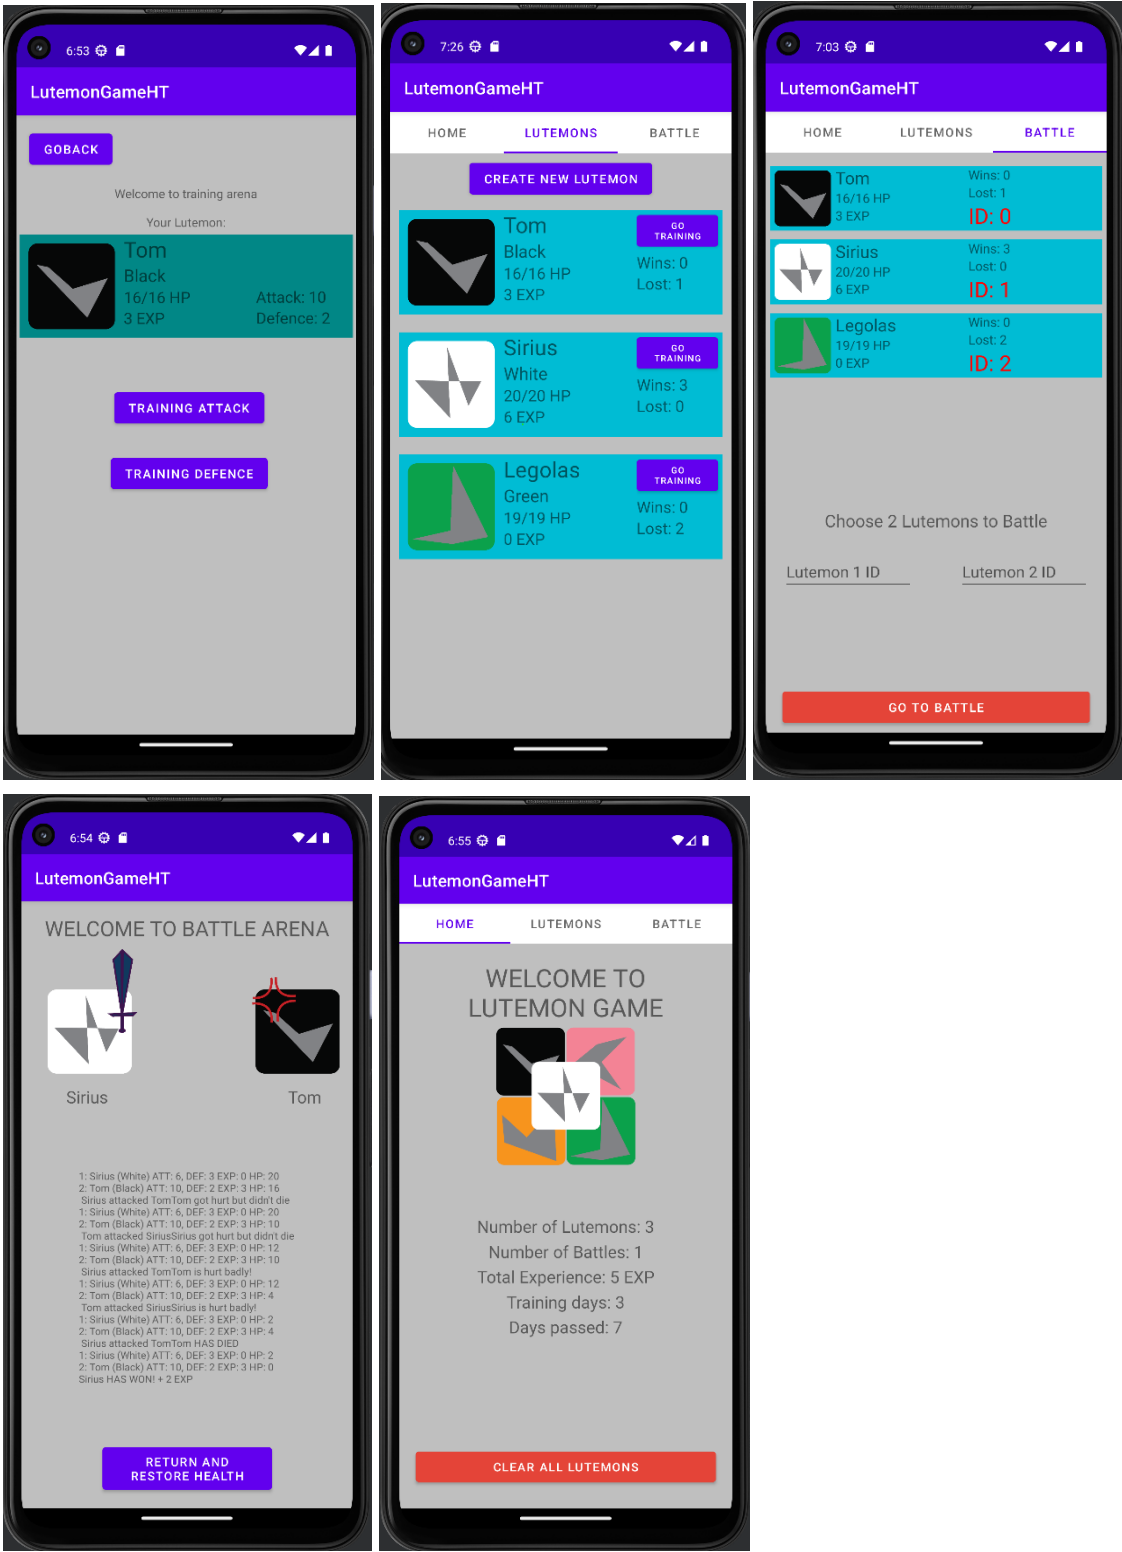 6:53
LutemonGameHT
GOBACK
Welcome to training arena
Your Lutemon:
Tom
Black
16/16 HP
3 EXP
Attack: 10
Defence: 2
TRAINING ATTACK
TRAINING DEFENCE
7:26
LutemonGameHT
HOME LUTEMONS BATTLE
CREATE NEW LUTEMON
Tom
Black
16/16 HP
3 EXP
GO
TRAINING
Wins: 0
Lost: 1
Sirius
White
20/20 HP
6 EXP
GO
TRAINING
Wins: 3
Lost: 0
Legolas
Green
19/19 HP
0 EXP
GO
TRAINING
Wins: 0
Lost: 2
7:03
LutemonGameHT
HOME LUTEMONS BATTLE
Tom
16/16 HP
3 EXP
Wins: 0
Lost: 1
ID: 0
Sirius
20/20 HP
6 EXP
Wins: 3
Lost: 0
ID: 1
Legolas
19/19 HP
0 EXP
Wins: 0
Lost: 2
ID: 2
Choose 2 Lutemons to Battle
Lutemon 1 ID Lutemon 2 ID
GO TO BATTLE
6:54
LutemonGameHT
WELCOME TO BATTLE ARENA
Sirius Tom
1: Sirius (White) ATT: 6, DEF: 3 EXP: 0 HP: 20
2: Tom (Black) ATT: 10, DEF: 2 EXP: 3 HP: 16
Sirius attacked TomTom got hurt but didn't die
1: Sirius (White) ATT: 6, DEF: 3 EXP: 0 HP: 20
2: Tom (Black) ATT: 10, DEF: 2 EXP: 3 HP: 10
Tom attacked SiriusSirius got hurt but didn't die
1: Sirius (White) ATT: 6, DEF: 3 EXP: 0 HP: 12
2: Tom (Black) ATT: 10, DEF: 2 EXP: 3 HP: 10
Sirius attacked TomTom is hurt badly!
1: Sirius (White) ATT: 6, DEF: 3 EXP: 0 HP: 12
2: Tom (Black) ATT: 10, DEF: 2 EXP: 3 HP: 4
Tom attacked SiriusSirius is hurt badly!
1: Sirius (White) ATT: 6, DEF: 3 EXP: 0 HP: 2
2: Tom (Black) ATT: 10, DEF: 2 EXP: 3 HP: 4
Sirius attacked TomTom HAS DIED
1: Sirius (White) ATT: 6, DEF: 3 EXP: 0 HP: 2
2: Tom (Black) ATT: 10, DEF: 2 EXP: 3 HP: 0
Sirius HAS WON! + 2 EXP
RETURN AND
RESTORE HEALTH
6:55
LutemonGameHT
HOME LUTEMONS BATTLE
WELCOME TO
LUTEMON GAME
Number of Lutemons: 3
Number of Battles: 1
Total Experience: 5 EXP
Training days: 3
Days passed: 7
CLEAR ALL LUTEMONS